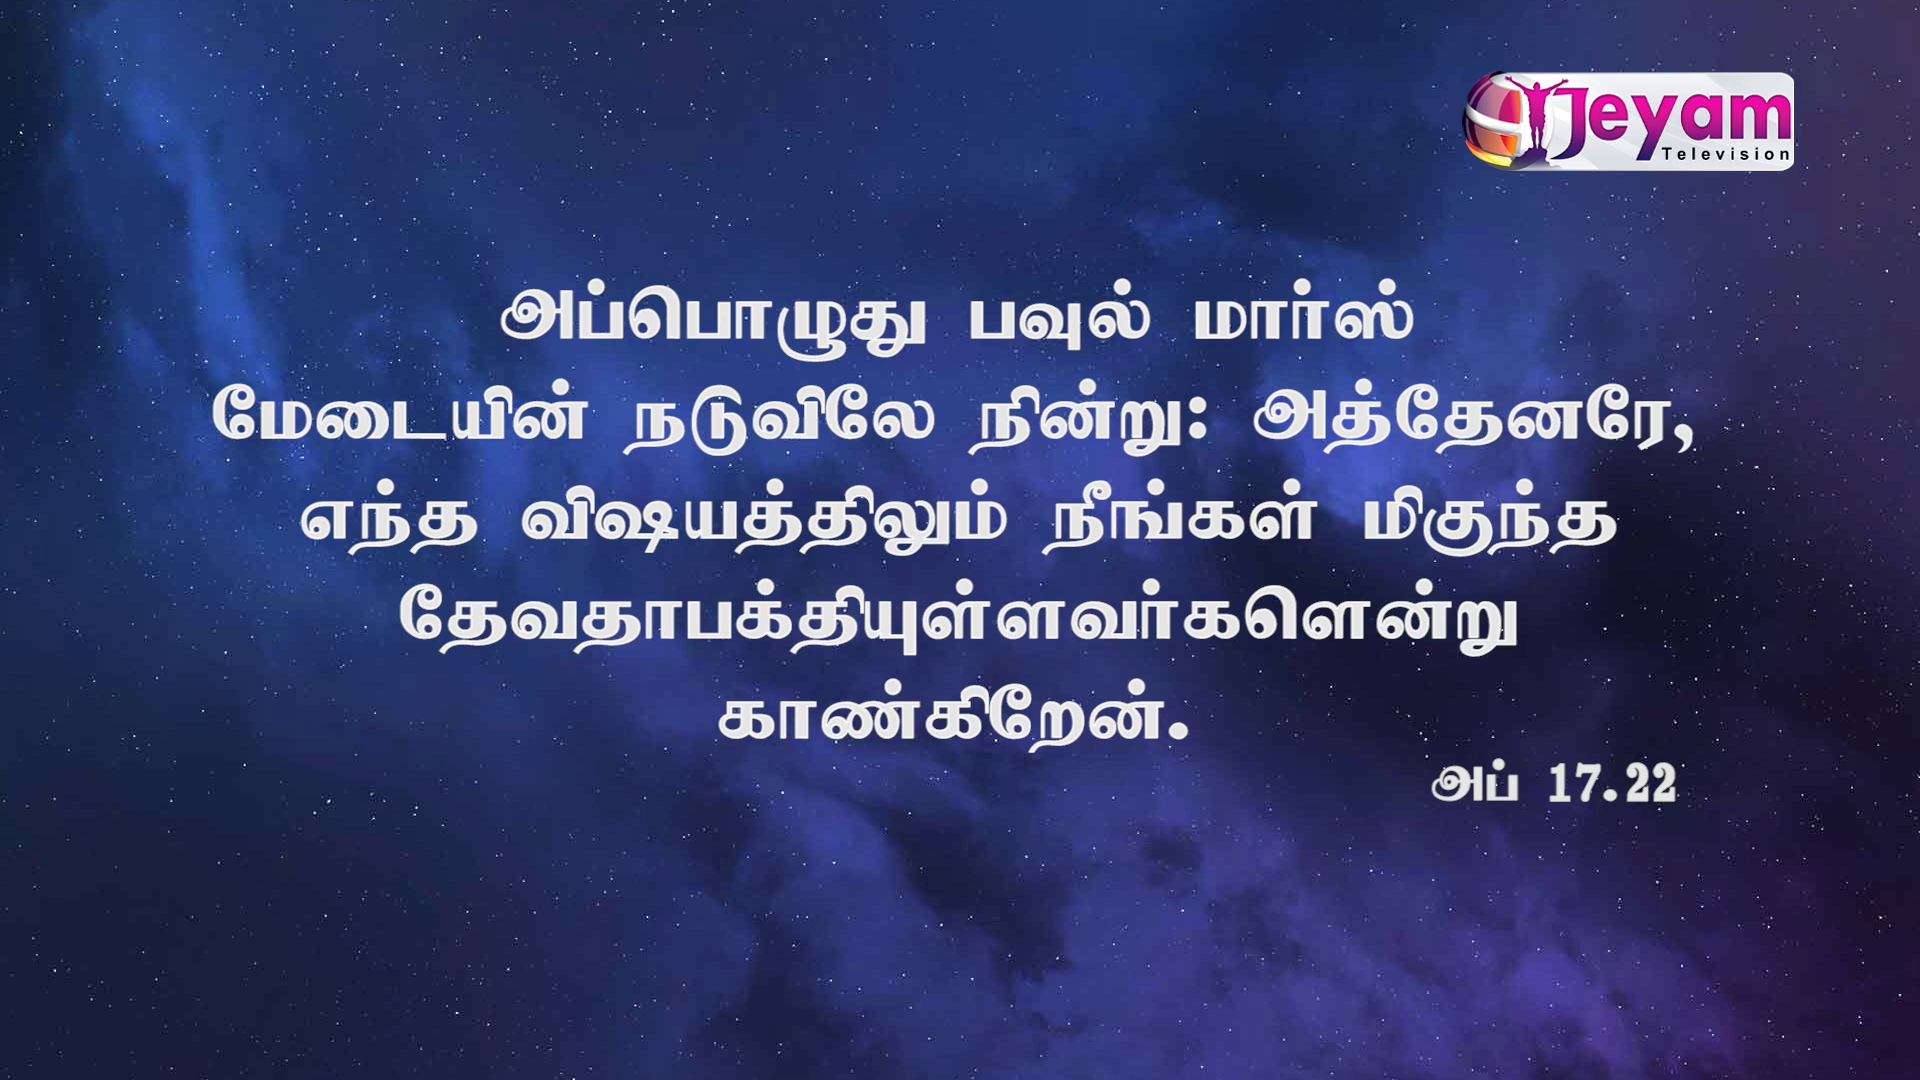 Jeyam
Television
அப்பொழுது பவுல் மார்ஸ்
மேடையின் நடுவிலே நின்று: அத்தேனரே,
எந்த விஷயத்திலும் நீங்கள் மிகுந்த
தேவதாபக்தியுள்ளவர்களென்று
காண்கிறேன்.
அப் 17.22